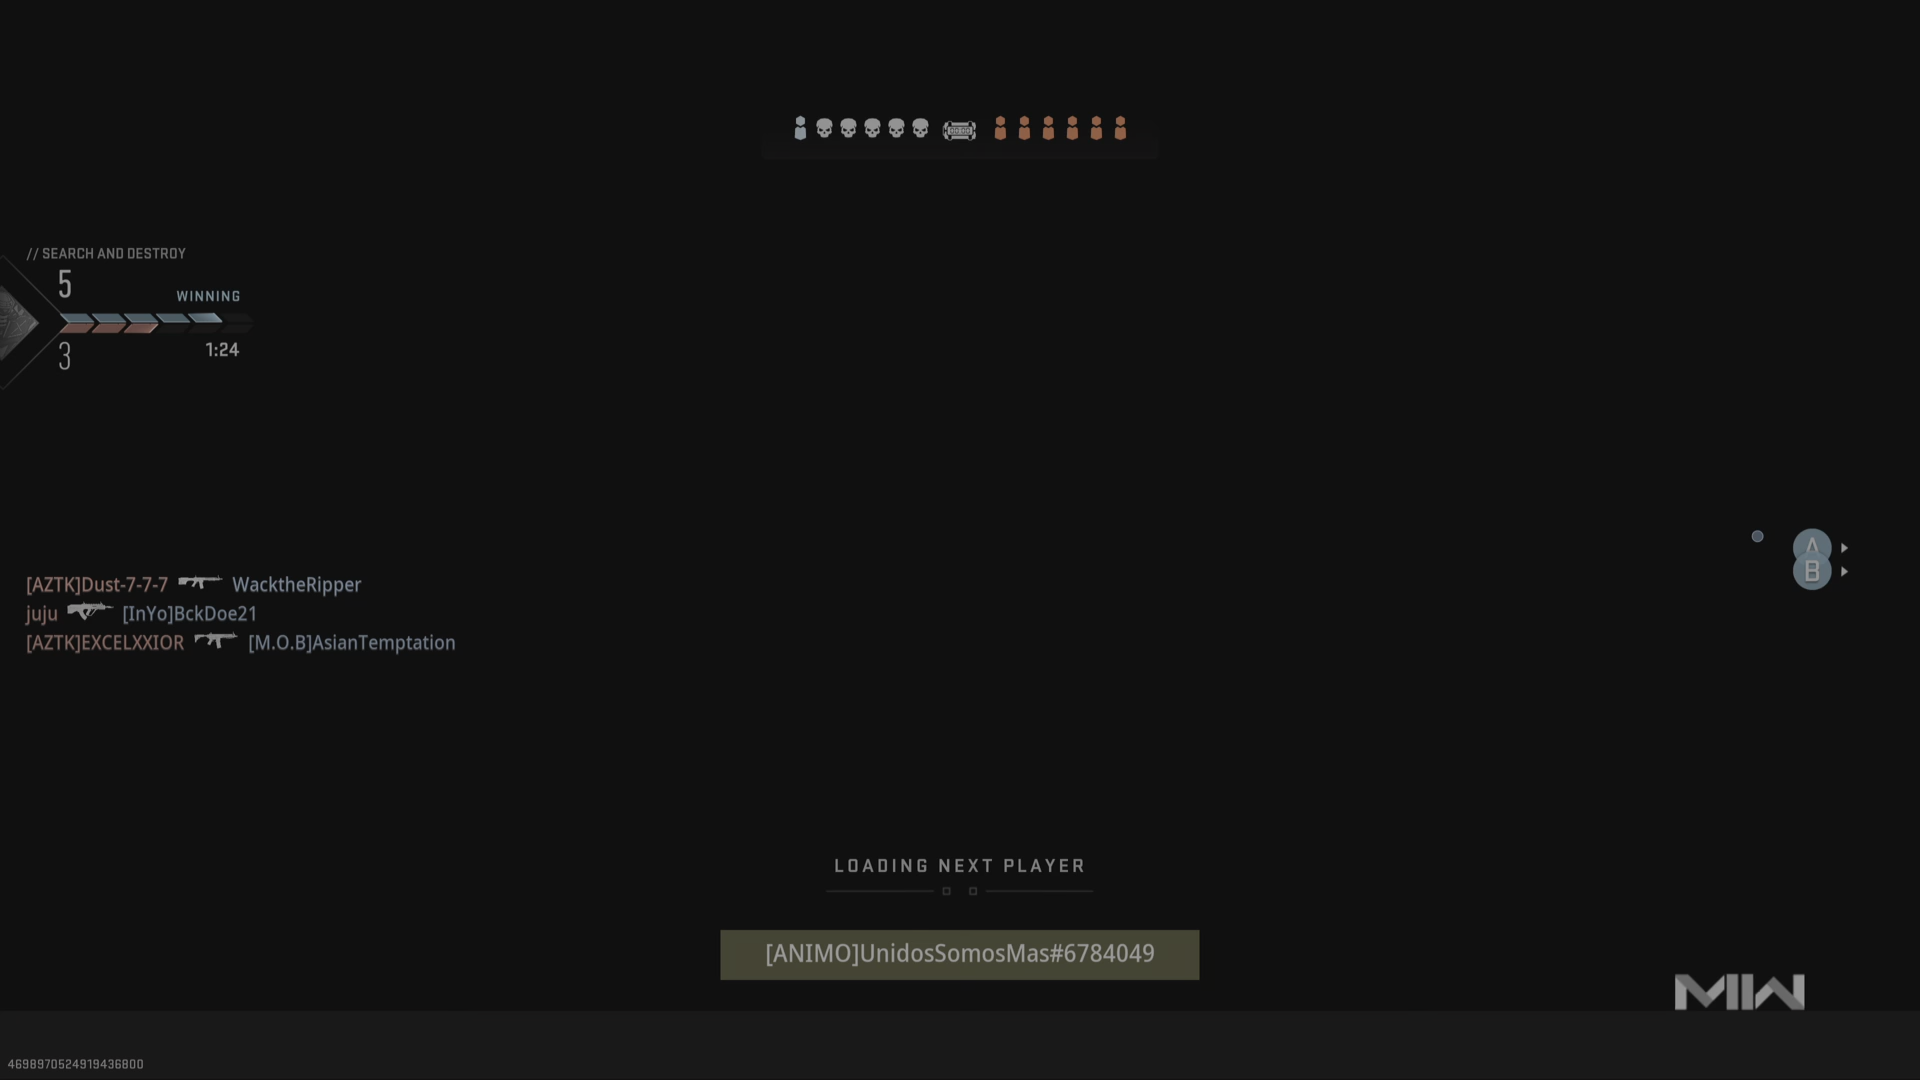 // SEARCH AND DESTROY
5
WINNING
3
1:24
A
B
[AZTK]Dust-7-7-7 WacktheRipper
juju [InYo]BckDoe21
[AZTK]EXCELXXIOR [M.O.B]AsianTemptation
LOADING NEXT PLAYER
[ANIMO]UnidosSomosMas#6784049
MW
4698970524919436800